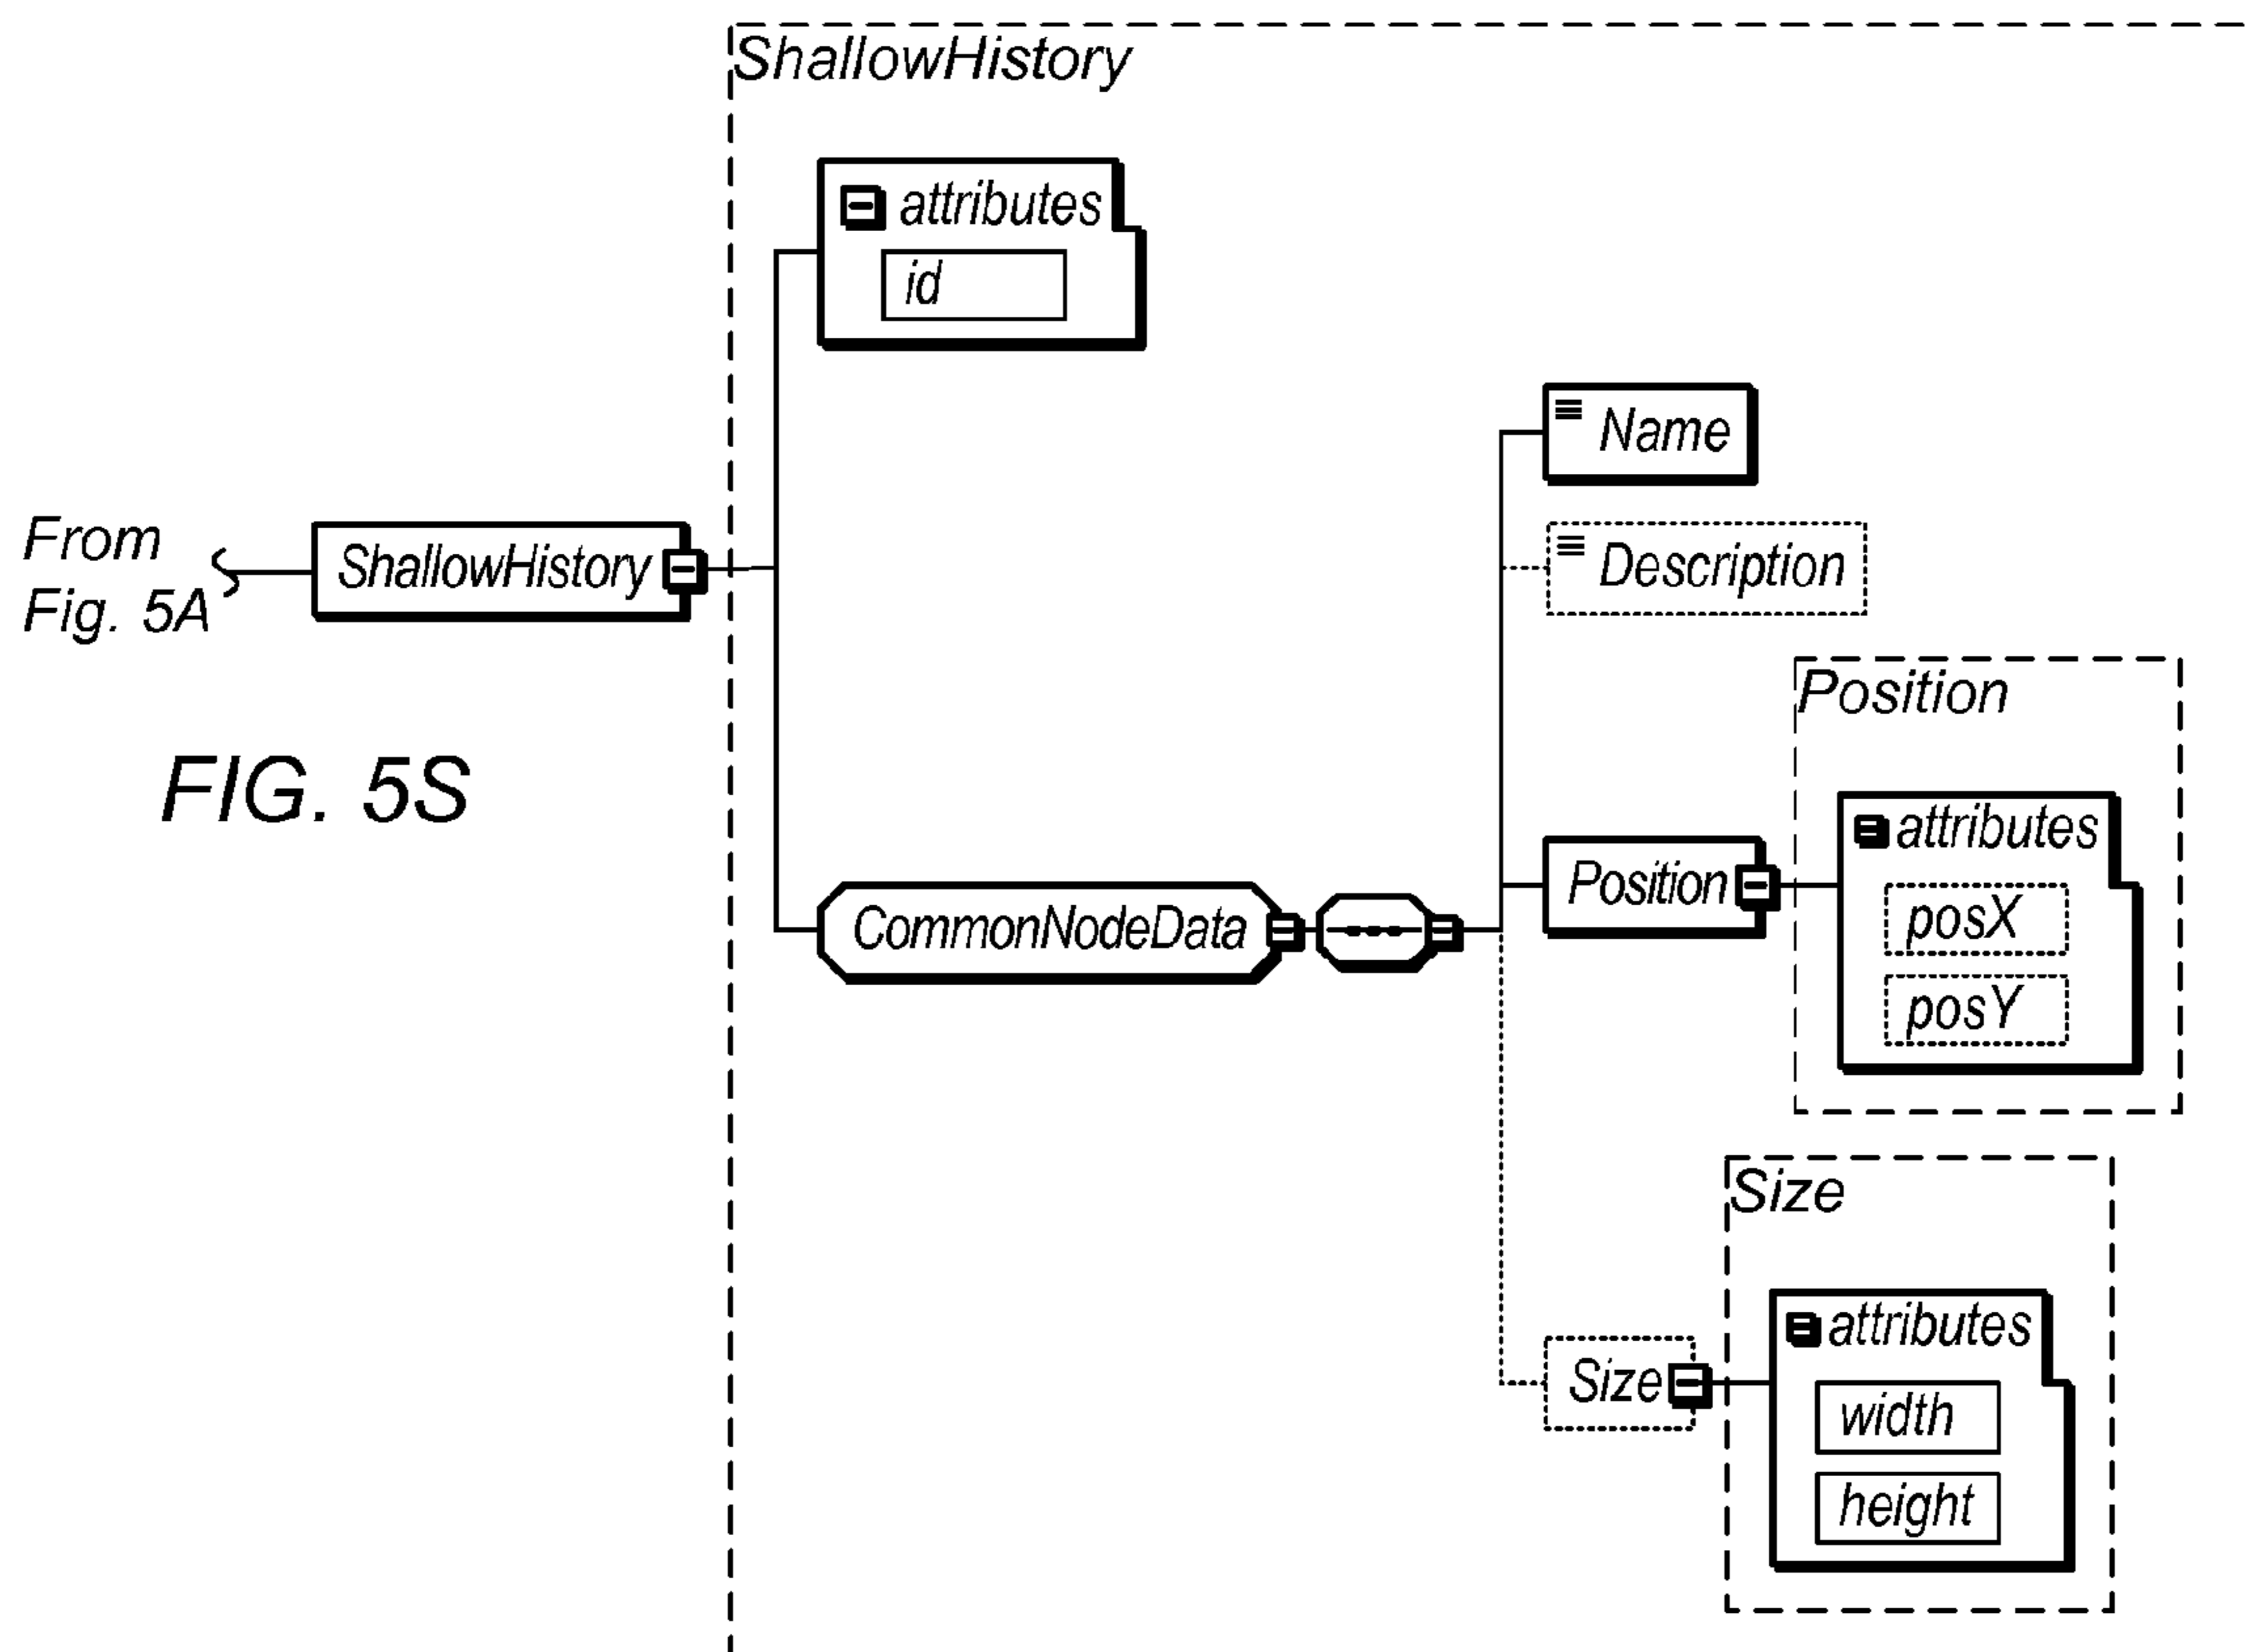 ShallowHistory
attributes
id
Name
From
Fig. 5A
ShallowHistory
Description
Position
FIG. 5S
attributes
Position
posX
CommonNodeData
posY
Size
attributes
Size
width
height